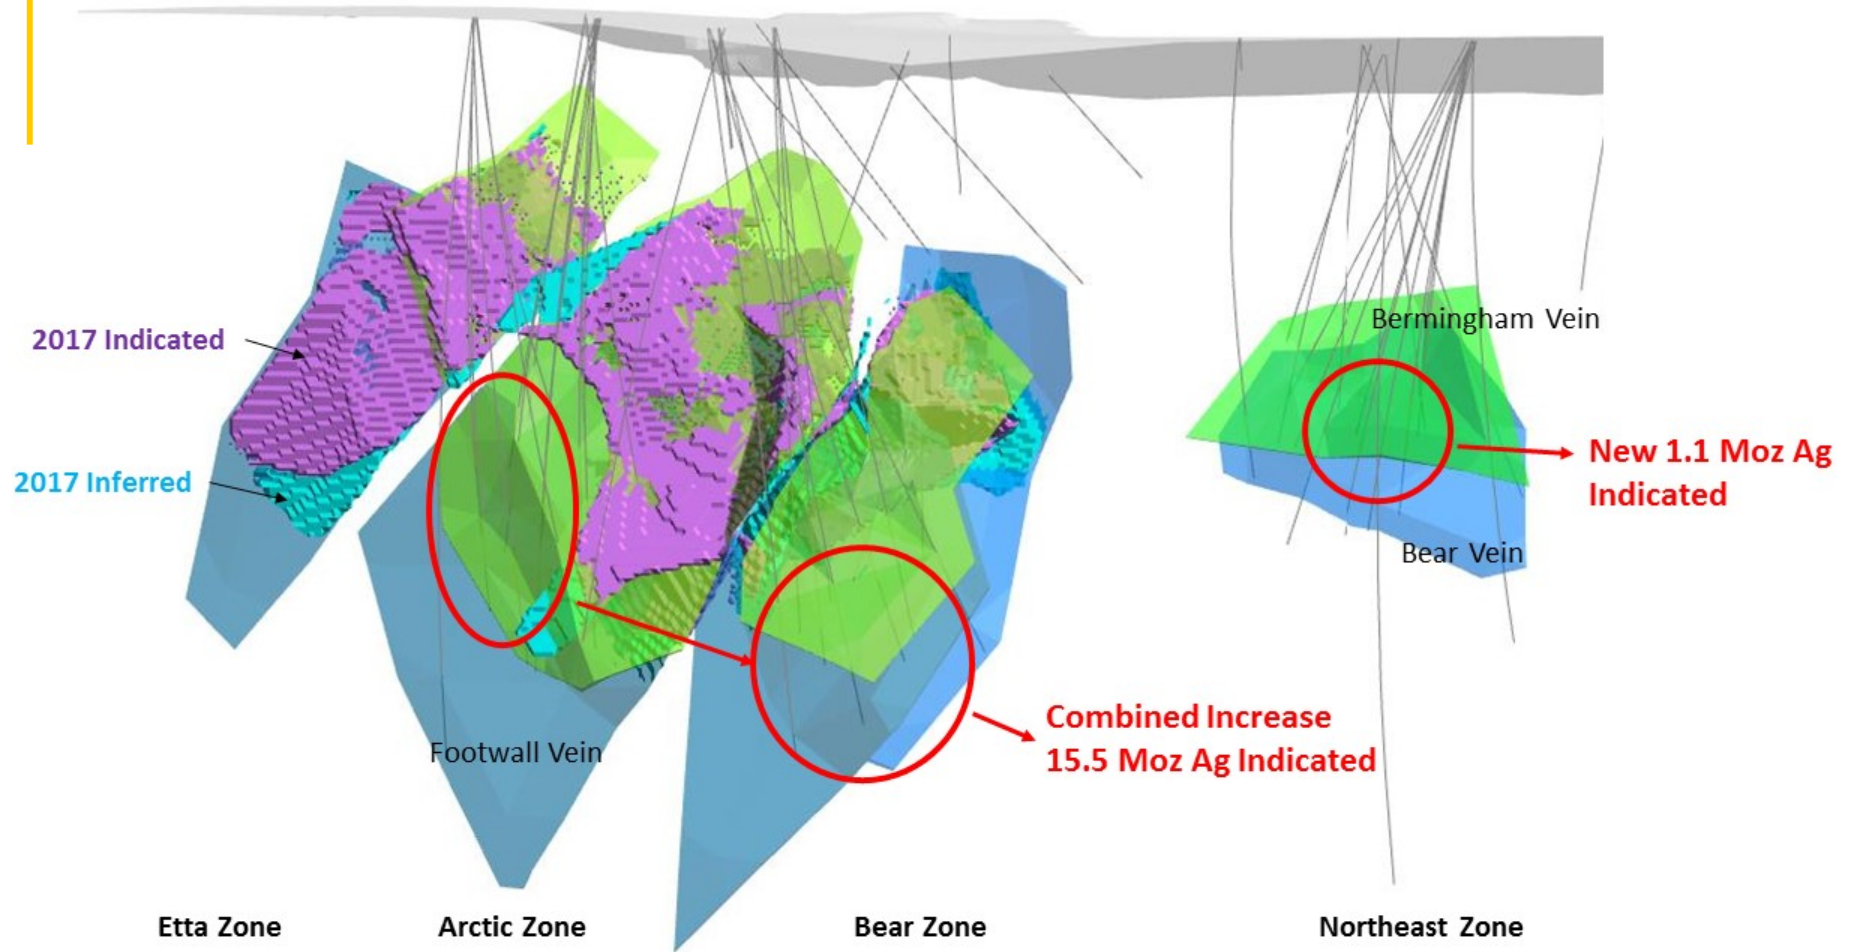 Bermingham Vein
2017 Indicated
New 1.1 Moz Ag
Indicated
2017 Inferred
Bear Vein
Combined Increase
15.5 Moz Ag Indicated
Footwall Vein
Etta Zone
Arctic Zone
Bear Zone
Northeast Zone